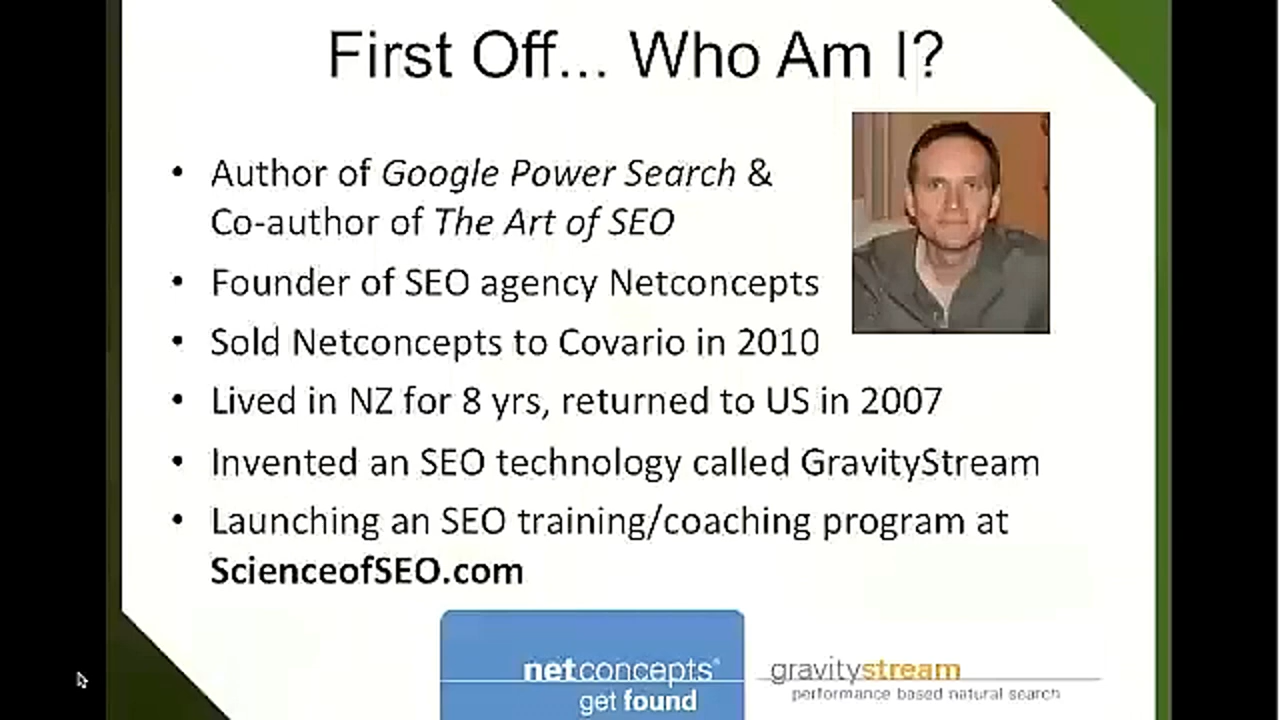 First Off... Who Am I?
• Author of Google Power Search &
Co-author of The Art of SEO
• Founder of SEO agency Netconcepts
• Sold Netconcepts to Covario in 2010
• Lived in NZ for 8 yrs, returned to US in 2007
• Invented an SEO technology called GravityStream
• Launching an SEO training/coaching program at
ScienceofSEO.com
netconcepts®
get found
gravitystream
performance based natural search